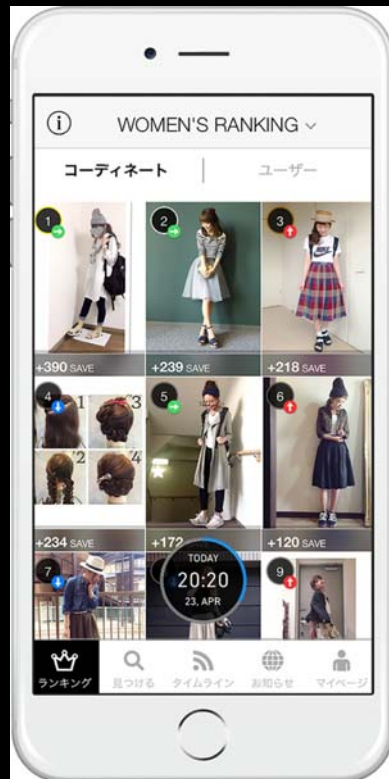 WOMEN'S RANKING
コーディネート
ユーザー
1
2
3
+390 SAVE
+239 SAVE
+218 SAVE
4
5
6
1
3
2
4
+234 SAVE
+172
+120 SAVE
7
9
TODAY
20:20
23, APR
ランキング
見つける
タイムライン
お知らせ
マイページ